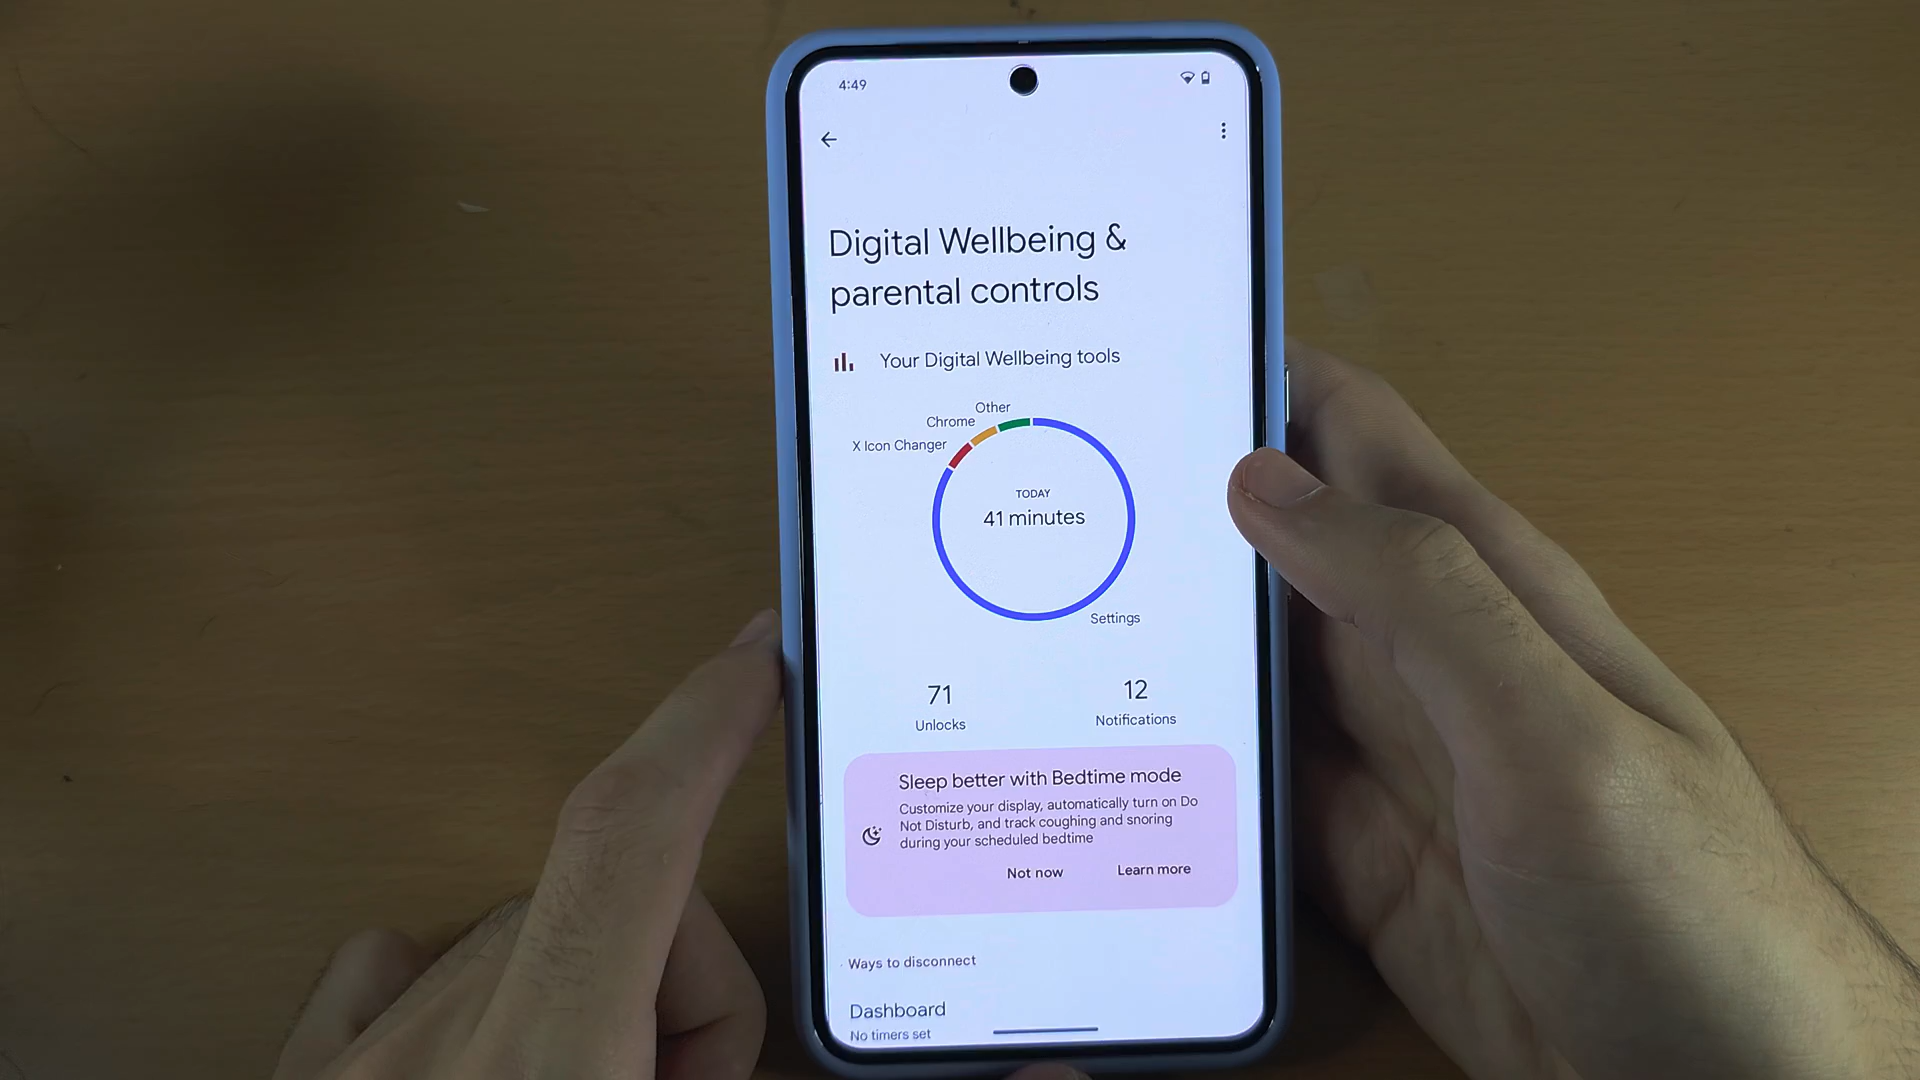 4:49
Digital Wellbeing &
parental controls
Your Digital Wellbeing tools
Other
Chrome
X Icon Changer
TODAY
41 minutes
Settings
71
Unlocks
12
Notifications
Sleep better with Bedtime mode
Customize your display, automatically turn on Do
Not Disturb, and track coughing and snoring
during your scheduled bedtime
Not now
Learn more
Ways to disconnect
Dashboard
No timers set